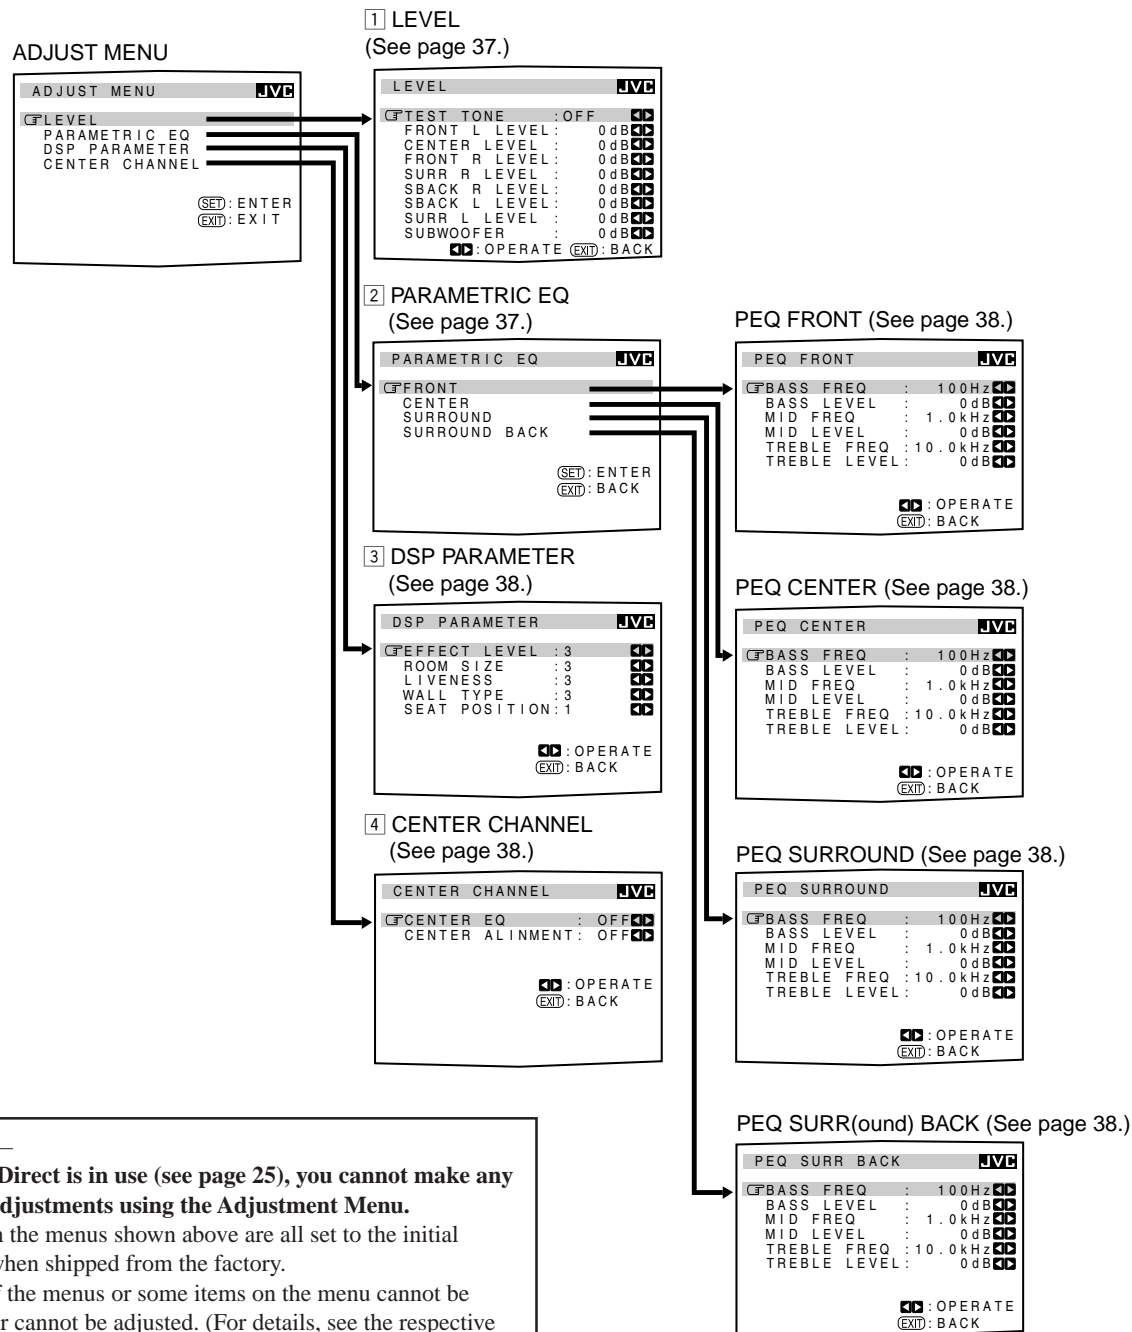 ADJUST MENU
ADJUST MENU JVC
LEVEL
PARAMETRIC EQ
DSP PARAMETER
CENTER CHANNEL
SET : ENTER
EXIT : EXIT
1 LEVEL
(See page 37.)
LEVEL JVC
TEST TONE : OFF
FRONT L LEVEL : 0dB
CENTER LEVEL : 0dB
FRONT R LEVEL : 0dB
SURR R LEVEL : 0dB
SBACK R LEVEL : 0dB
SBACK L LEVEL : 0dB
SURR L LEVEL : 0dB
SUBWOOFER : 0dB
: OPERATE EXIT : BACK
2 PARAMETRIC EQ
(See page 37.)
PARAMETRIC EQ JVC
FRONT
CENTER
SURROUND
SURROUND BACK
SET : ENTER
EXIT : BACK
3 DSP PARAMETER
(See page 38.)
DSP PARAMETER JVC
EFFECT LEVEL : 3
ROOM SIZE : 3
LIVENESS : 3
WALL TYPE : 3
SEAT POSITION : 1
: OPERATE
EXIT : BACK
4 CENTER CHANNEL
(See page 38.)
CENTER CHANNEL JVC
CENTER EQ : OFF
CENTER ALINMENT : OFF
: OPERATE
EXIT : BACK
PEQ FRONT (See page 38.)
PEQ FRONT JVC
BASS FREQ : 100Hz
BASS LEVEL : 0dB
MID FREQ : 1.0kHz
MID LEVEL : 0dB
TREBLE FREQ : 10.0kHz
TREBLE LEVEL : 0dB
: OPERATE
EXIT : BACK
PEQ CENTER (See page 38.)
PEQ CENTER JVC
BASS FREQ : 100Hz
BASS LEVEL : 0dB
MID FREQ : 1.0kHz
MID LEVEL : 0dB
TREBLE FREQ : 10.0kHz
TREBLE LEVEL : 0dB
: OPERATE
EXIT : BACK
PEQ SURROUND (See page 38.)
PEQ SURROUND JVC
BASS FREQ : 100Hz
BASS LEVEL : 0dB
MID FREQ : 1.0kHz
MID LEVEL : 0dB
TREBLE FREQ : 10.0kHz
TREBLE LEVEL : 0dB
: OPERATE
EXIT : BACK
PEQ SURR(ound) BACK (See page 38.)
PEQ SURR BACK JVC
BASS FREQ : 100Hz
BASS LEVEL : 0dB
MID FREQ : 1.0kHz
MID LEVEL : 0dB
TREBLE FREQ : 10.0kHz
TREBLE LEVEL : 0dB
: OPERATE
EXIT : BACK
Direct is in use (see page 25), you cannot make any
djustments using the Adjustment Menu.
the menus shown above are all set to the initial
when shipped from the factory.
f the menus or some items on the menu cannot be
r cannot be adjusted. (For details, see the respective